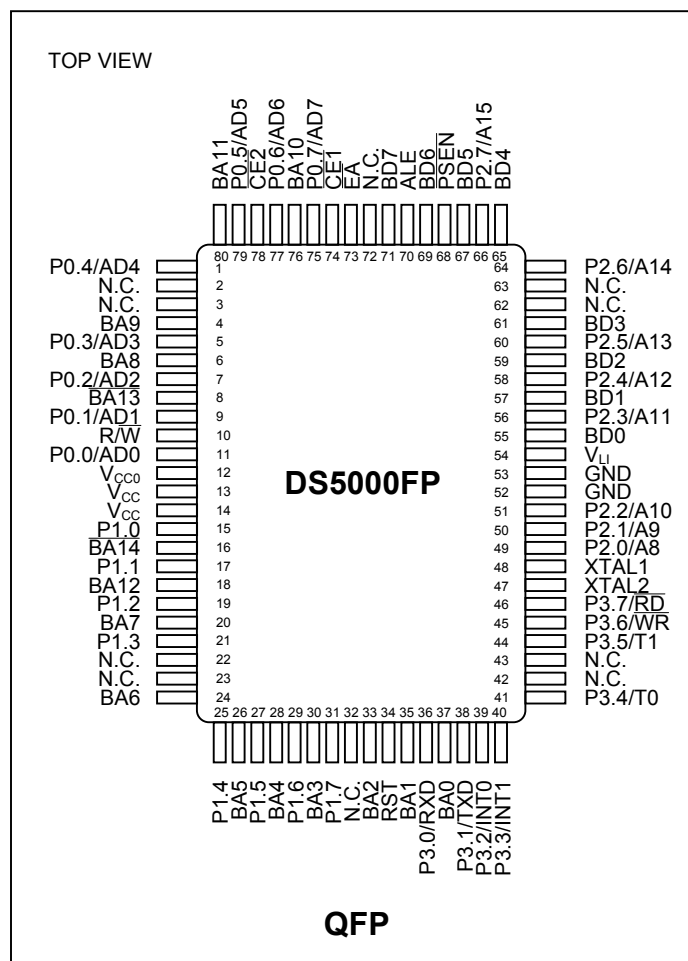 TOP VIEW
BA11
P0.5/AD5
CE2
P0.6/AD6
BA10
P0.7/AD7
CE1
EA
N.C.
BD7
ALE
BD6
PSEN
BD5
P2.7/A15
BD4
80 79 78 77 76 75 74 73 72 71 70 69 68 67 66 65
P0.4/AD4 1
N.C. 2
N.C. 3
BA9 4
P0.3/AD3 5
BA8 6
P0.2/AD2 7
BA13 8
P0.1/AD1 9
R/W 10
P0.0/AD0 11
VCC0 12
VCC 13
VCC 14
P1.0 15
BA14 16
P1.1 17
BA12 18
P1.2 19
BA7 20
P1.3 21
N.C. 22
N.C. 23
BA6 24
DS5000FP
64 P2.6/A14
63 N.C.
62 N.C.
61 BD3
60 P2.5/A13
59 BD2
58 P2.4/A12
57 BD1
56 P2.3/A11
55 BD0
54 VLI
53 GND
52 GND
51 P2.2/A10
50 P2.1/A9
49 P2.0/A8
48 XTAL1
47 XTAL2
46 P3.7/RD
45 P3.6/WR
44 P3.5/T1
43 N.C.
42 N.C.
41 P3.4/T0
25 26 27 28 29 30 31 32 33 34 35 36 37 38 39 40
P1.4
BA5
P1.5
BA4
P1.6
BA3
P1.7
N.C.
BA2
RST
BA1
P3.0/RXD
BA0
P3.1/TXD
P3.2/INT0
P3.3/INT1
QFP